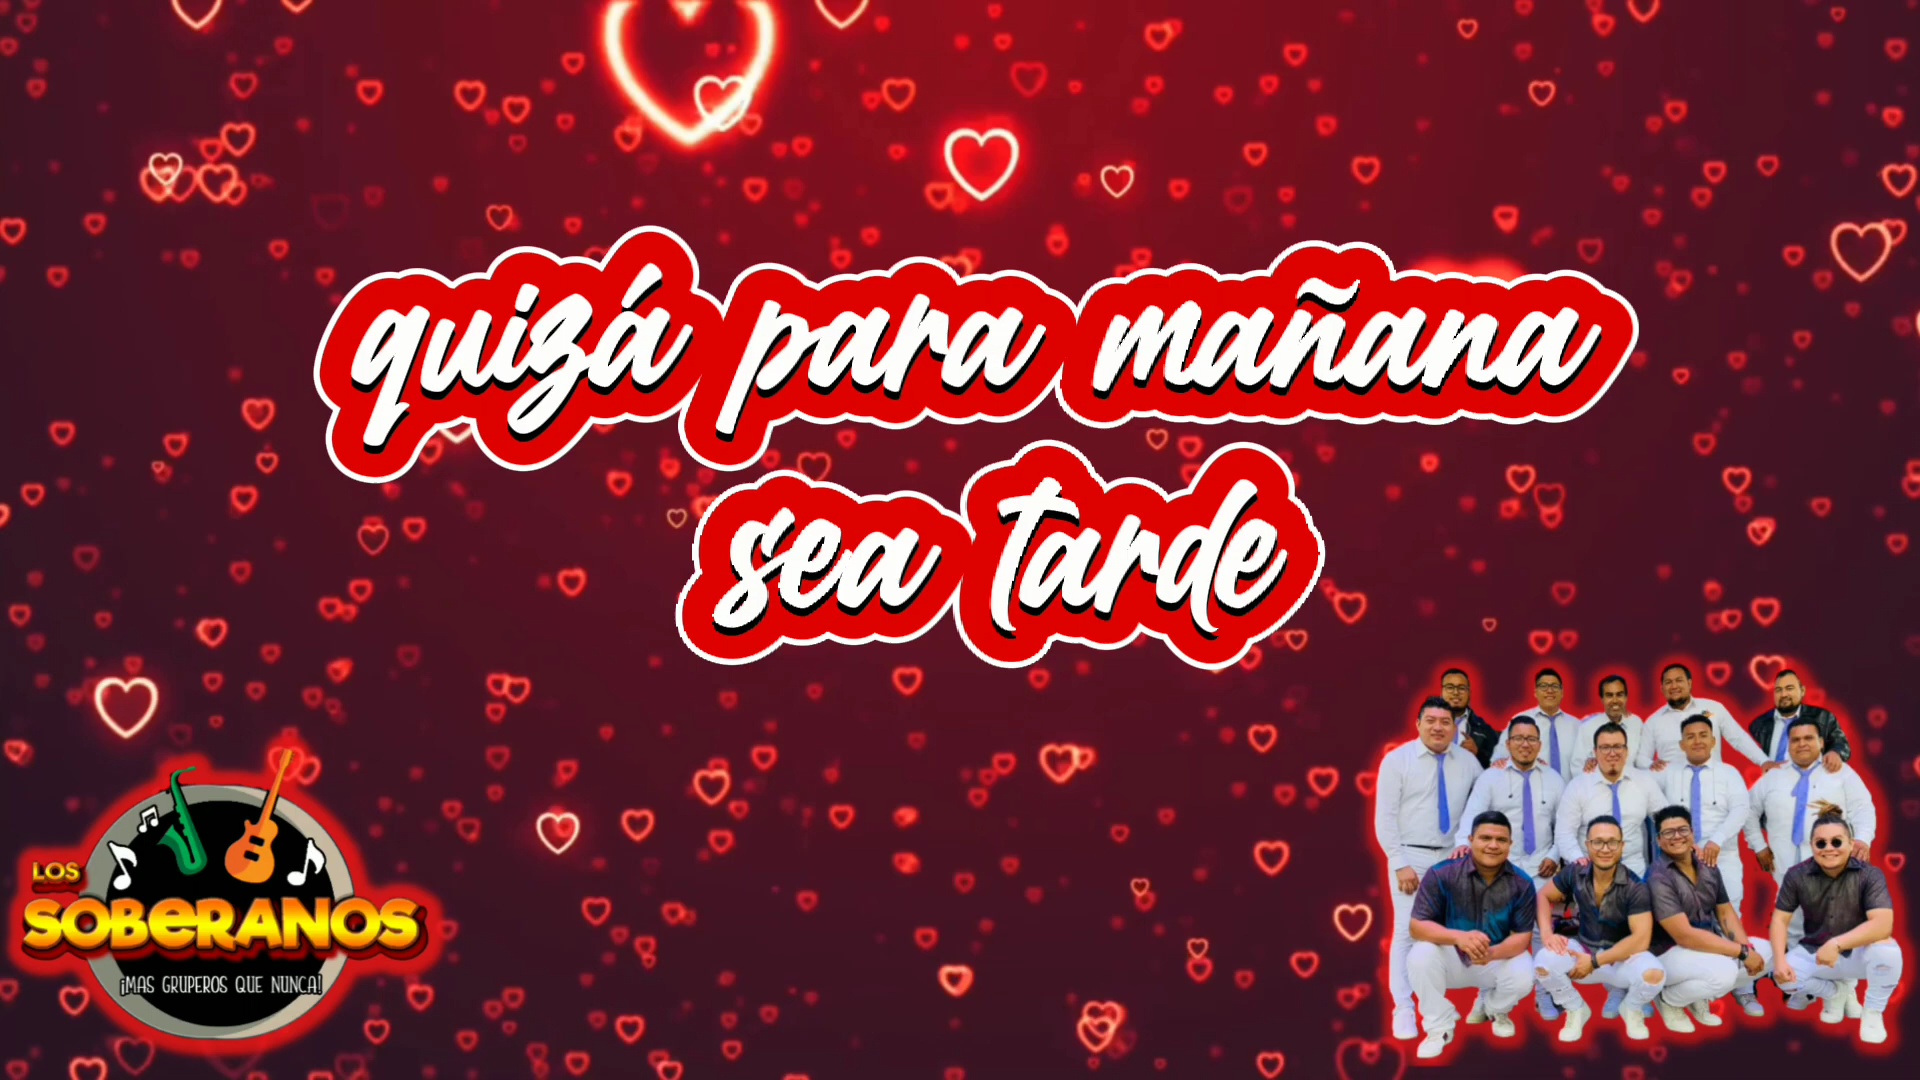 quizá para mañana
sea tarde
LOS
SOBERANOS
¡MAS GRUPEROS QUE NUNCA!